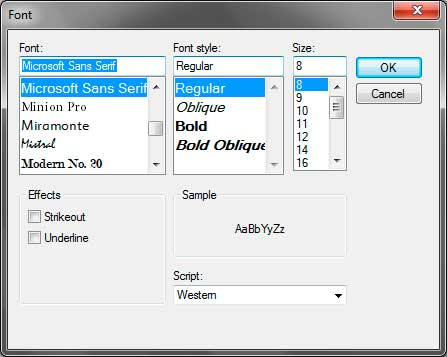 Font
Font: Font style: Size:
Microsoft Sans Serif Regular 8 OK
Microsoft Sans Serif Regular 8 Cancel
Minion Pro Oblique 9
Miramonte Bold 10
Mistral Bold Oblique 11
Modern No. 20 12
14
16
Effects Sample
Strikeout AaBbYyZz
Underline
Script:
Western